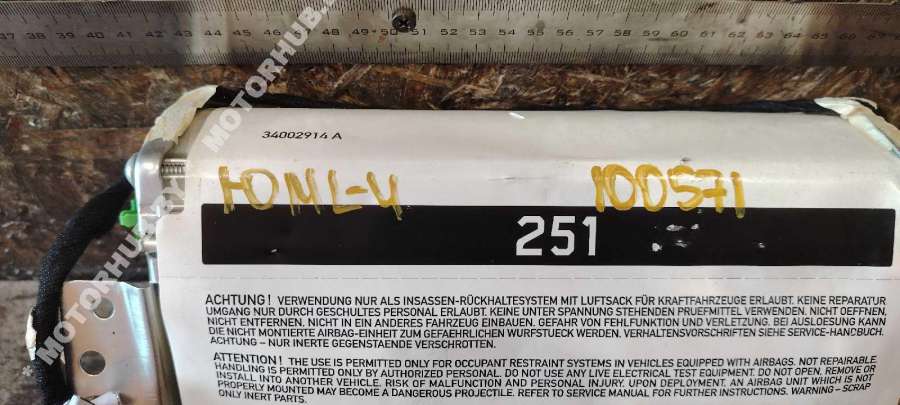 37 38 39 40 41 42 43 44 45 46 47 48 49 50 51 52 53 54 55 56 57 58 59 60 61 62 63 64 65 66 67
34002914 A
ЮML-4
100571
251
ACHTUNG! VERWENDUNG NUR ALS INSASSEN-RÜCKHALTESYSTEM MIT LUFTSACK FÜR KRAFTFAHRZEUGE ERLAUBT. KEINE REPARATUR
UMGANG NUR DURCH GESCHULTES PERSONAL ERLAUBT. KEINE UNTER SPANNUNG STEHENDEN PRUEFMITTEL VERWENDEN. NICHT OEFFNEN,
NICHT ENTFERNEN. NICHT IN EIN ANDERES FAHRZEUG EINBAUEN. GEFAHR VON FEHLFUNKTION UND VERLETZUNG. BEI AUSLOESUNG KANN
DIE NICHT MONTIERTE AIRBAG-EINHEIT ZUM GEFAEHRLICHEN WURFSTUECK WERDEN. VERHALTENSVORSCHRIFTEN SIEHE SERVICE-HANDBUCH.
ACHTUNG - NUR INERTE GEGENSTAENDE VERSCHROTTEN.
ATTENTION! THE USE IS PERMITTED ONLY FOR OCCUPANT RESTRAINT SYSTEMS IN VEHICLES EQUIPPED WITH AIRBAGS. NOT REPAIRABLE.
HANDLING IS PERMITTED ONLY BY AUTHORIZED PERSONAL. DO NOT USE ANY LIVE ELECTRICAL TEST EQUIPMENT. DO NOT OPEN, REMOVE OR
INSTALL INTO ANOTHER VEHICLE. RISK OF MALFUNCTION AND PERSONAL INJURY. UPON DEPLOYMENT, AN AIRBAG UNIT WHICH IS NOT
PROPERLY MOUNTED MAY BECOME A DANGEROUS PROJECTILE. REFER TO SERVICE MANUAL FOR FURTHER INSTRUCTIONS. WARNING - SCRAP
ONLY INERT PARTS.
MOTORHUB.BY
MOTORHUB.BY